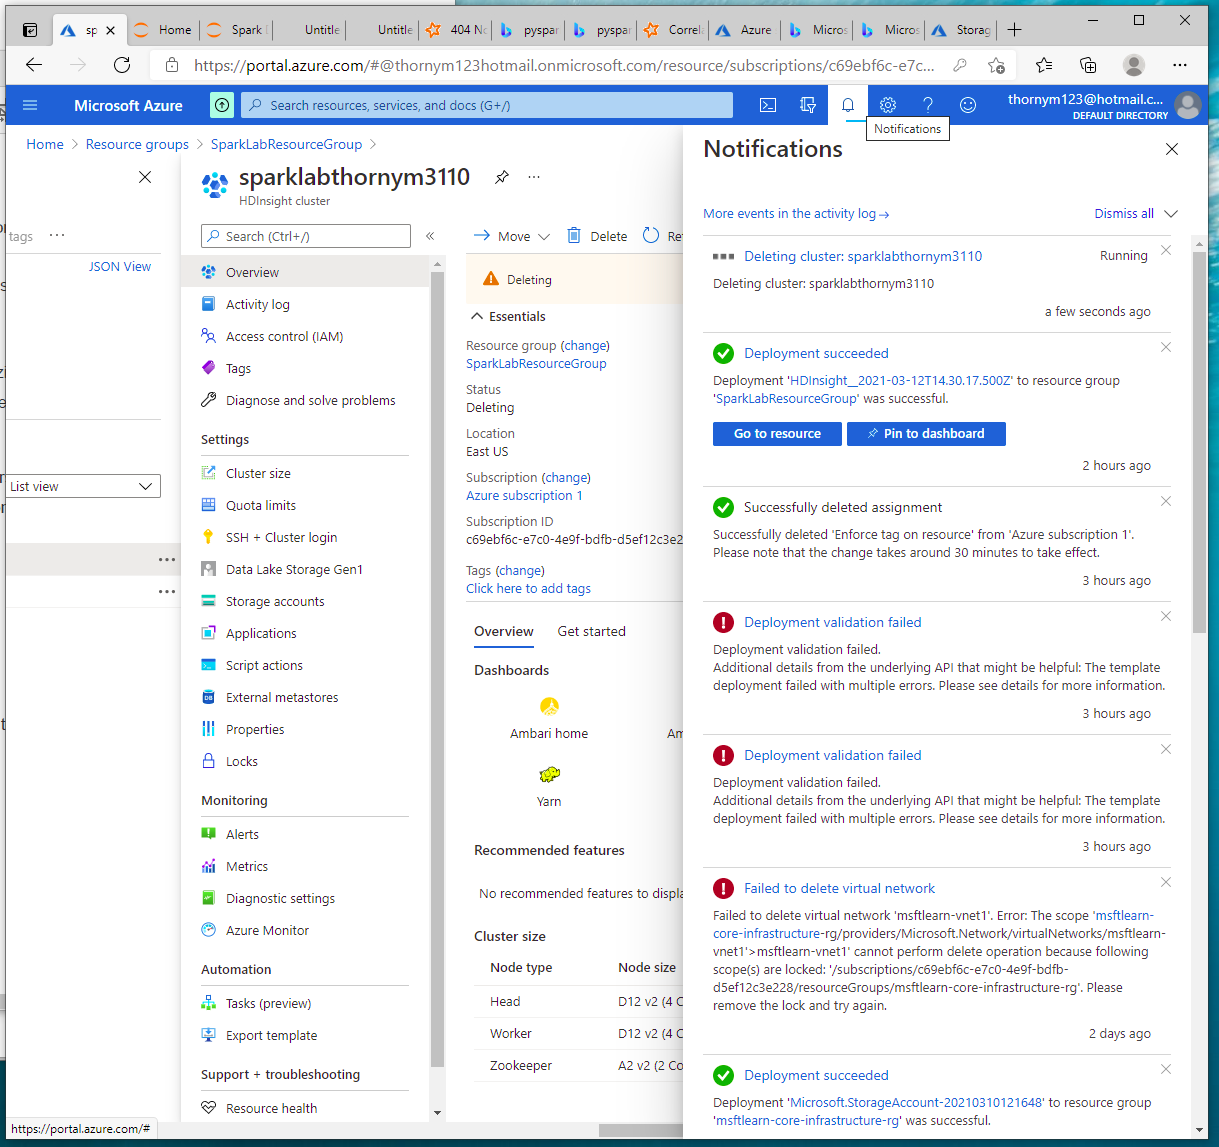 sp
Home
Spark
Untitle
Untitle
404 No
pyspar
pyspar
Correla
Azure
Micros
Micros
Storag
https://portal.azure.com/#@thornym123hotmail.onmicrosoft.com/resource/subscriptions/c69ebf6c-e7c...
Microsoft Azure
Search resources, services, and docs (G+/)
thornym123@hotmail.c...
DEFAULT DIRECTORY
Notifications
Home > Resource groups > SparkLabResourceGroup >
tags ...
JSON View
List view
sparklabthornym3110
HDInsight cluster
Search (Ctrl+/)
Overview
Activity log
Access control (IAM)
Tags
Diagnose and solve problems
Settings
Cluster size
Quota limits
SSH + Cluster login
Data Lake Storage Gen1
Storage accounts
Applications
Script actions
External metastores
Properties
Locks
Monitoring
Alerts
Metrics
Diagnostic settings
Azure Monitor
Automation
Tasks (preview)
Export template
Support + troubleshooting
Resource health
Move
Delete
Ref
Deleting
Essentials
Resource group (change)
SparkLabResourceGroup
Status
Deleting
Location
East US
Subscription (change)
Azure subscription 1
Subscription ID
c69ebf6c-e7c0-4e9f-bdfb-d5ef12c3e2
Tags (change)
Click here to add tags
Overview Get started
Dashboards
Ambari home
Am
Yarn
Recommended features
No recommended features to displa
Cluster size
Node type Node size
Head D12 v2 (4 C
Worker D12 v2 (4 C
Zookeeper A2 v2 (2 Co
Notifications
More events in the activity log →
Dismiss all
Deleting cluster: sparklabthornym3110 Running
Deleting cluster: sparklabthornym3110
a few seconds ago
Deployment succeeded
Deployment 'HDInsight__2021-03-12T14.30.17.500Z' to resource group
'SparkLabResourceGroup' was successful.
Go to resource
Pin to dashboard
2 hours ago
Successfully deleted assignment
Successfully deleted 'Enforce tag on resource' from 'Azure subscription 1'.
Please note that the change takes around 30 minutes to take effect.
3 hours ago
Deployment validation failed
Deployment validation failed.
Additional details from the underlying API that might be helpful: The template
deployment failed with multiple errors. Please see details for more information.
3 hours ago
Deployment validation failed
Deployment validation failed.
Additional details from the underlying API that might be helpful: The template
deployment failed with multiple errors. Please see details for more information.
3 hours ago
Failed to delete virtual network
Failed to delete virtual network 'msftlearn-vnet1'. Error: The scope 'msftlearn-
core-infrastructure-rg/providers/Microsoft.Network/virtualNetworks/msftlearn-
vnet1'>msftlearn-vnet1' cannot perform delete operation because following
scope(s) are locked: '/subscriptions/c69ebf6c-e7c0-4e9f-bdfb-
d5ef12c3e228/resourceGroups/msftlearn-core-infrastructure-rg'. Please
remove the lock and try again.
2 days ago
Deployment succeeded
Deployment 'Microsoft.StorageAccount-20210310121648' to resource group
'msftlearn-core-infrastructure-rg' was successful.
https://portal.azure.com/#